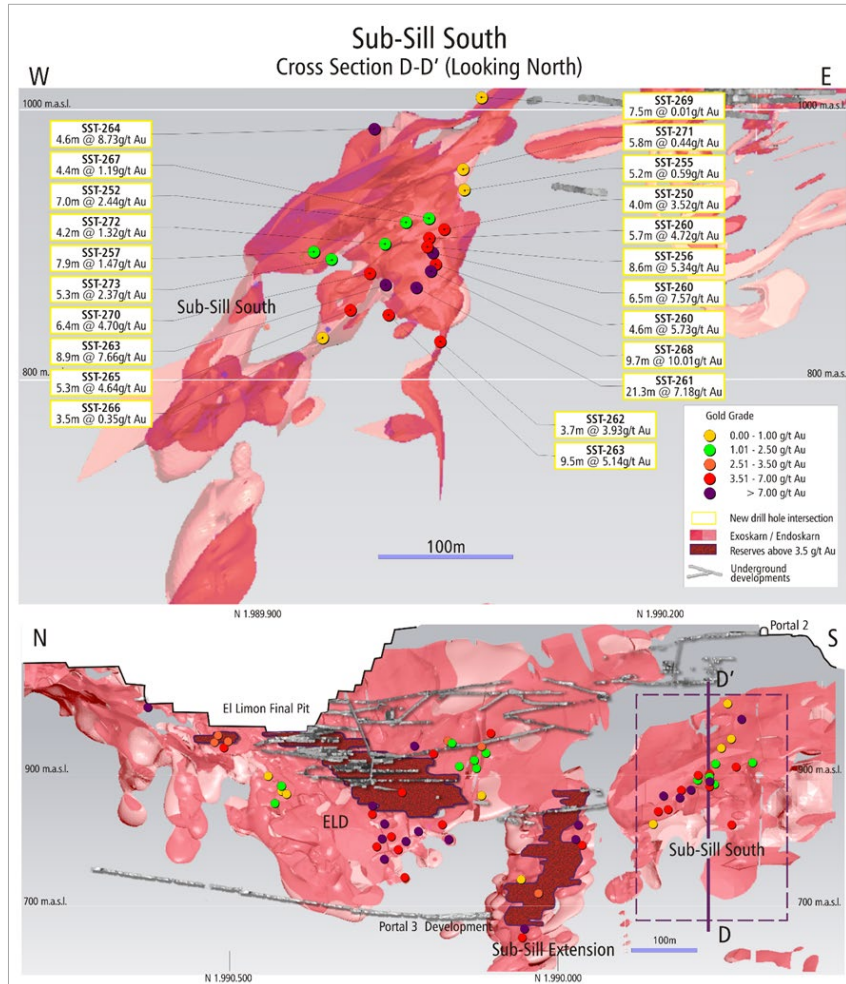 Sub-Sill South
Cross Section D-D' (Looking North)
W
E
1000 m.a.s.l.
1000 m.a.s.l.
SST-264
4.6m @ 8.73g/t Au
SST-267
4.4m @ 1.19g/t Au
SST-252
7.0m @ 2.44g/t Au
SST-272
4.2m @ 1.32g/t Au
SST-257
7.9m @ 1.47g/t Au
SST-273
5.3m @ 2.37g/t Au
SST-270
6.4m @ 4.70g/t Au
SST-263
8.9m @ 7.66g/t Au
SST-265
5.3m @ 4.64g/t Au
SST-266
3.5m @ 0.35g/t Au
SST-269
7.5m @ 0.01g/t Au
SST-271
5.8m @ 0.44g/t Au
SST-255
5.2m @ 0.59g/t Au
SST-250
4.0m @ 3.52g/t Au
SST-260
5.7m @ 4.72g/t Au
SST-256
8.6m @ 5.34g/t Au
SST-260
6.5m @ 7.57g/t Au
SST-260
4.6m @ 5.73g/t Au
SST-268
9.7m @ 10.01g/t Au
SST-261
21.3m @ 7.18g/t Au
SST-262
3.7m @ 3.93g/t Au
SST-263
9.5m @ 5.14g/t Au
Sub-Sill South
800 m.a.s.l.
800 m.a.s.l.
100m
Gold Grade
0.00 - 1.00 g/t Au
1.01 - 2.50 g/t Au
2.51 - 3.50 g/t Au
3.51 - 7.00 g/t Au
> 7.00 g/t Au
New drill hole intersection
Exoskarn / Endoskarn
Reserves above 3.5 g/t Au
Underground
developments
N 1.989.900
N 1.990.200
N
S
Portal 2
D'
El Limon Final Pit
900 m.a.s.l.
900 m.a.s.l.
ELD
Sub-Sill South
700 m.a.s.l.
700 m.a.s.l.
Portal 3 Development
D
Sub-Sill Extension
100m
N 1.990.500
N 1.990.000